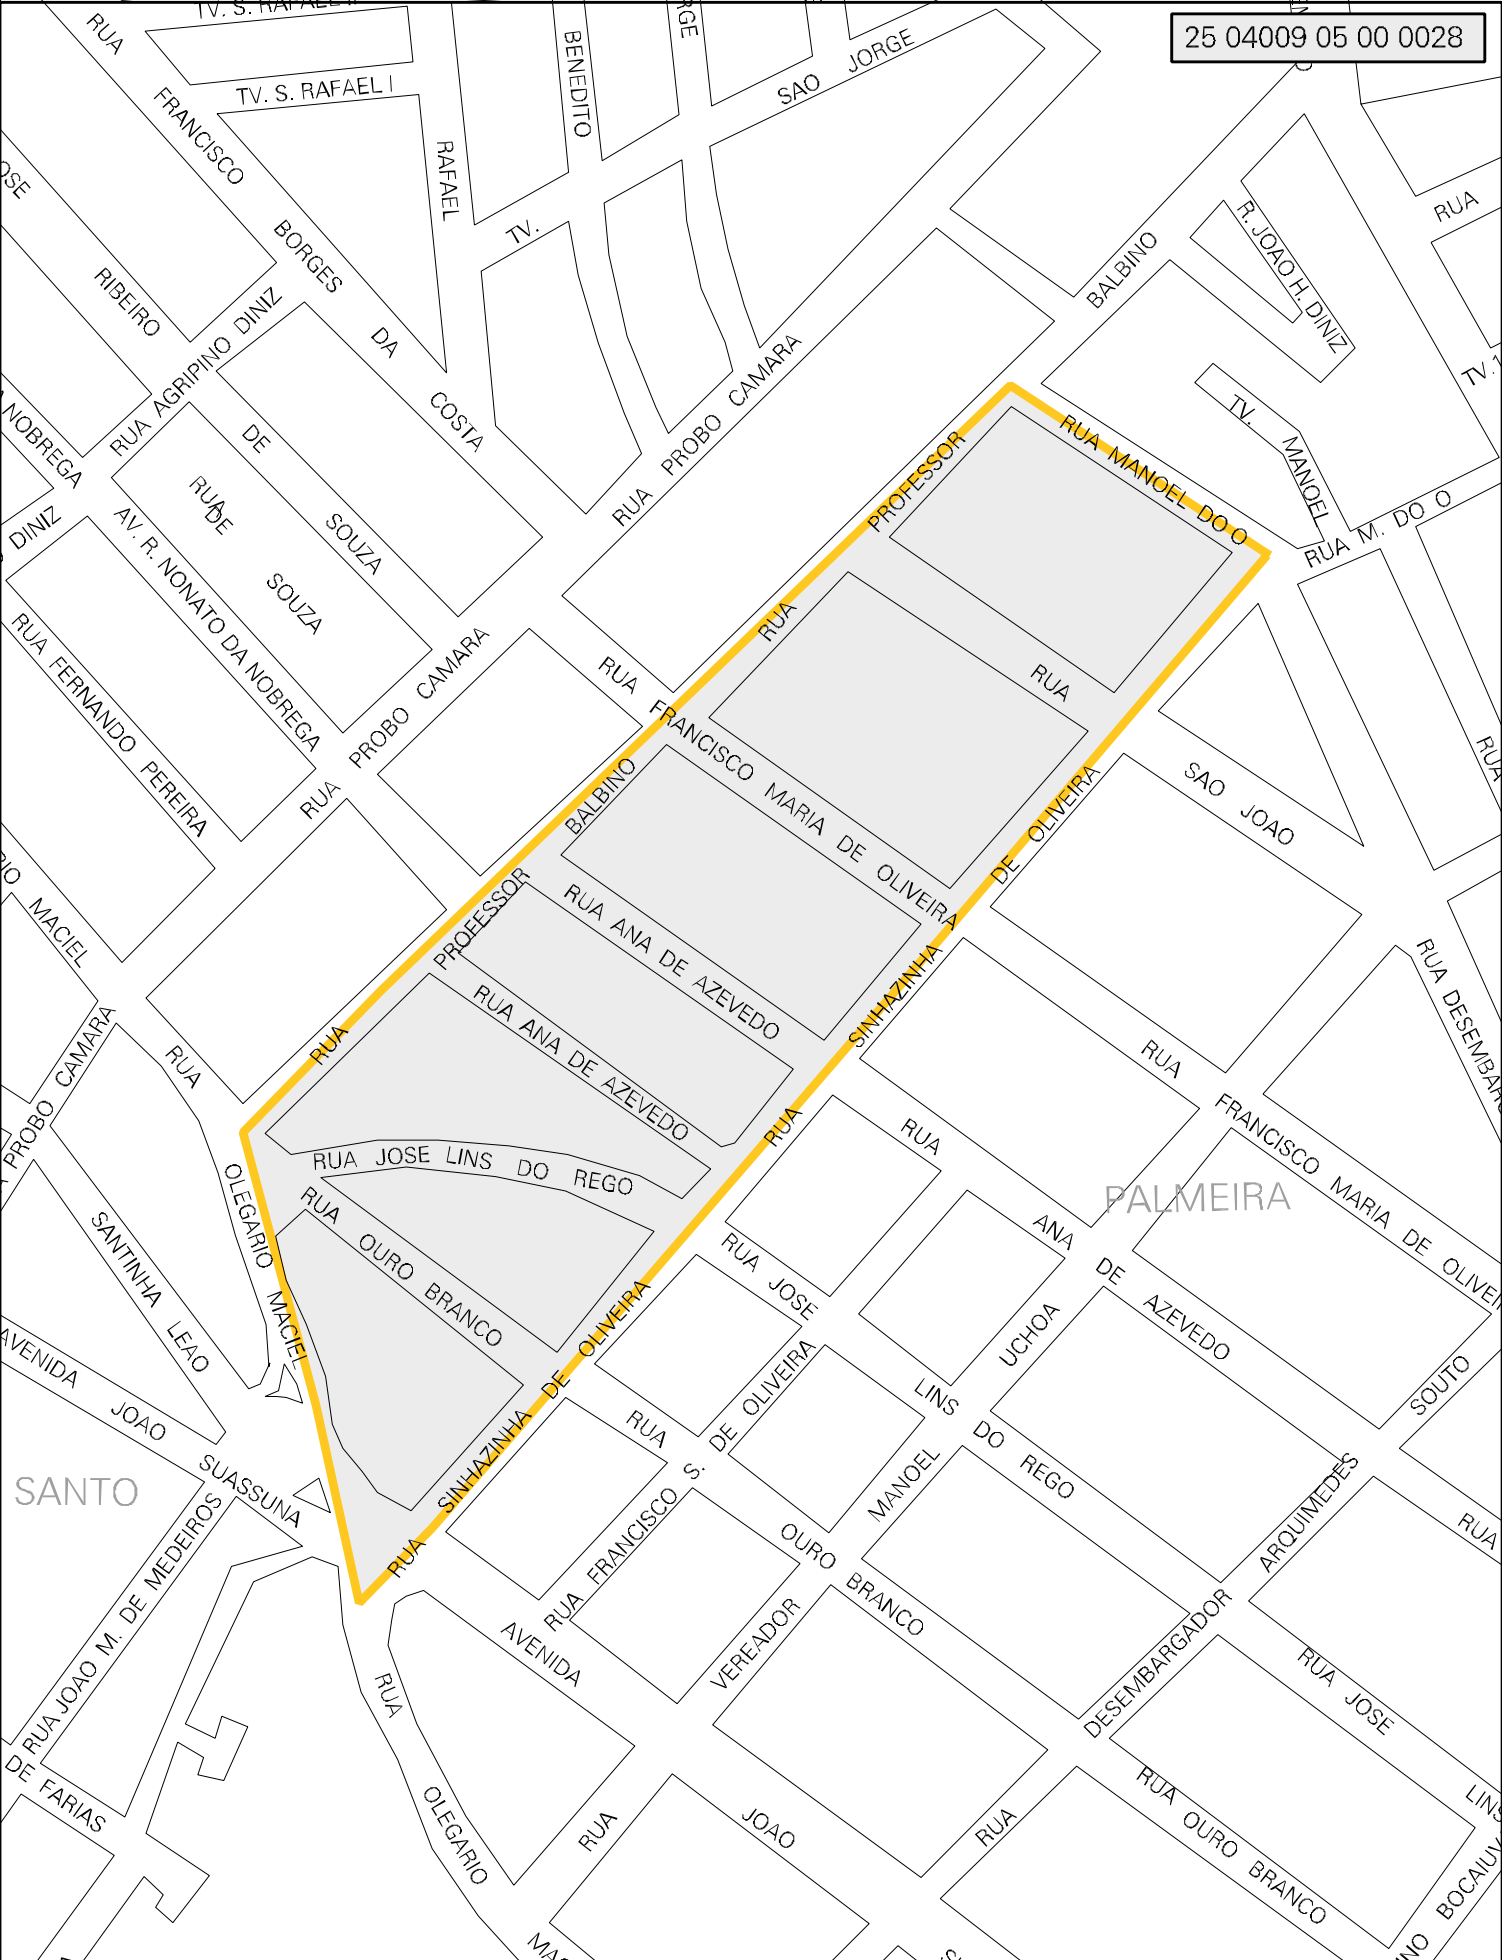 25 04009 05 00 0028
TV. S. RAFAEL II
RUA
FRANCISCO
BORGES
DA
COSTA
TV. S. RAFAEL I
RAFAEL
BENEDITO
TV.
SAO JORGE
BALBINO
R. JOAO H. DINIZ
RUA
RIBEIRO
RUA AGRIPINO DINIZ
NOBREGA
DINIZ
DE
SOUZA
RUA
DE
SOUZA
AV. R. NONATO DA NOBREGA
RUA FERNANDO PEREIRA
RUA PROBO CAMARA
RUA PROBO CAMARA
PROFESSOR
RUA
BALBINO
PROFESSOR
RUA
RUA MANOEL DO O
TV. MANOEL
RUA M. DO O
RUA
SAO JOAO
RUA
FRANCISCO MARIA DE OLIVEIRA
RUA ANA DE AZEVEDO
RUA ANA DE AZEVEDO
RUA JOSE LINS DO REGO
RUA OURO BRANCO
RUA SINHAZINHA DE OLIVEIRA
RUA SINHAZINHA DE OLIVEIRA
MACIEL
PROBO CAMARA
RUA
OLEGARIO
MACIEL
SANTINHA LEAO
AVENIDA JOAO SUASSUNA
SANTO
RUA JOAO M. DE MEDEIROS
DE FARIAS
RUA
OLEGARIO
AVENIDA
JOAO
RUA
VEREADOR
MANOEL
UCHOA
RUA FRANCISCO S. DE OLIVEIRA
RUA
OURO
BRANCO
RUA JOSE
LINS
DO
REGO
RUA
ANA
DE
AZEVEDO
RUA
FRANCISCO MARIA DE
PALMEIRA
SOUTO
RUA
DESEMBARGADOR
ARQUIMEDES
RUA JOSE
LINS
RUA
RUA OURO BRANCO
RUA